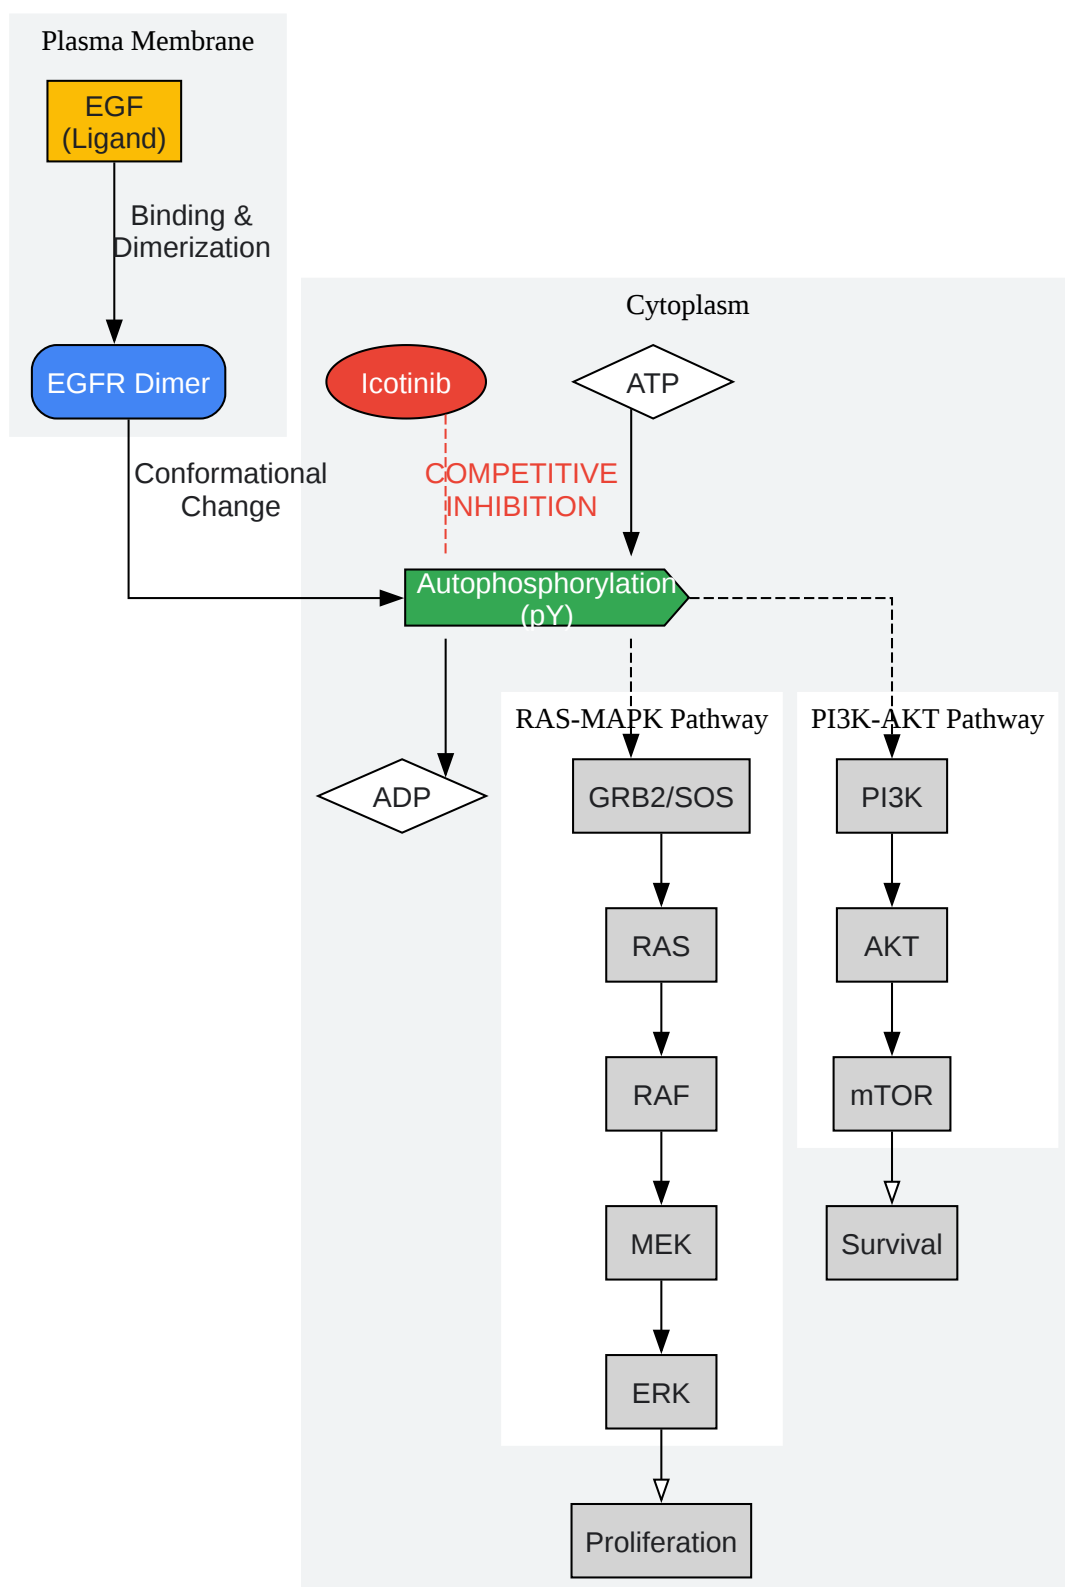 Plasma Membrane
EGF
(Ligand)
Binding &
Dimerization
EGFR Dimer
Conformational
Change
Cytoplasm
Icotinib
ATP
COMPETITIVE
INHIBITION
Autophosphorylation
(pY)
ADP
RAS-MAPK Pathway
GRB2/SOS
RAS
RAF
MEK
ERK
Proliferation
PI3K-AKT Pathway
PI3K
AKT
mTOR
Survival